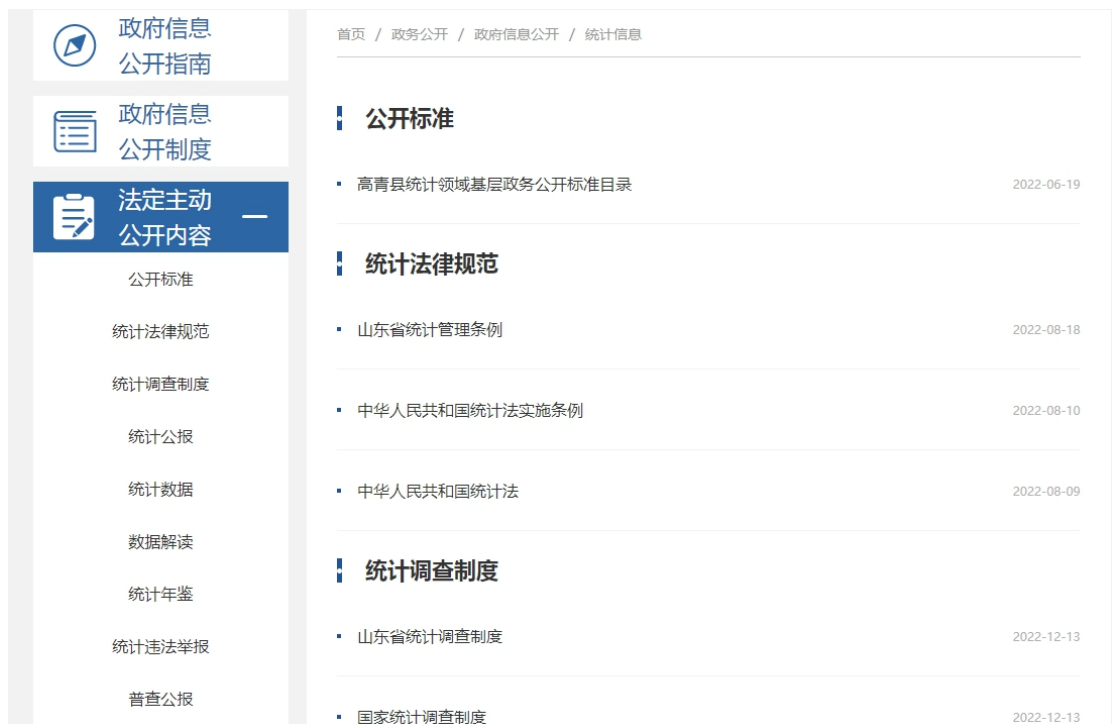 政府信息
公开指南
政府信息
公开制度
法定主动
公开内容
公开标准
统计法律规范
统计调查制度
统计公报
统计数据
数据解读
统计年鉴
统计违法举报
普查公报
首页 / 政务公开 / 政府信息公开 / 统计信息
公开标准
高青县统计领域基层政务公开标准目录 2022-06-19
统计法律规范
山东省统计管理条例 2022-08-18
中华人民共和国统计法实施条例 2022-08-10
中华人民共和国统计法 2022-08-09
统计调查制度
山东省统计调查制度 2022-12-13
国家统计调查制度 2022-12-13